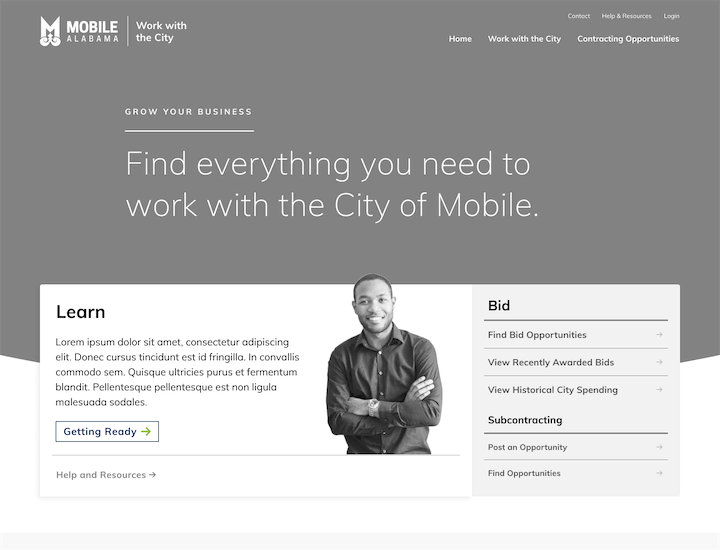 Contact Help & Resources Login
MOBILE
ALABAMA
Work with
the City
Home Work with the City Contracting Opportunities
GROW YOUR BUSINESS
Find everything you need to
work with the City of Mobile.
Learn
Lorem ipsum dolor sit amet, consectetur adipiscing
elit. Donec cursus tincidunt est id fringilla. In convallis
commodo sem. Quisque ultricies purus et fermentum
blandit. Pellentesque pellentesque est non ligula
malesuada sodales.
Getting Ready →
Help and Resources →
Bid
Find Bid Opportunities →
View Recently Awarded Bids →
View Historical City Spending →
Subcontracting
Post an Opportunity →
Find Opportunities →